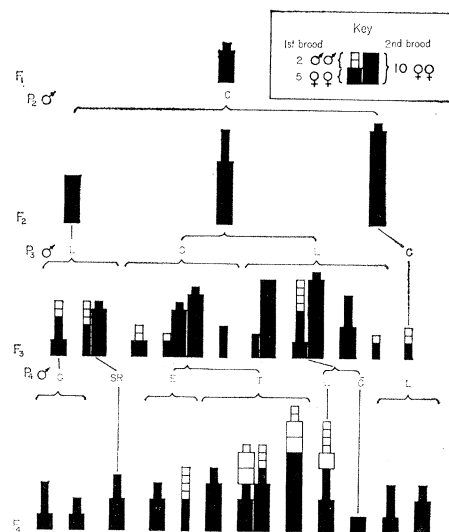 Key
1st brood 2nd brood
2 ♂♂ { } 10 ♀♀
5 ♀♀ {
F₁
P₂ ♂ C
F₂
P₃ ♂ L C L C
F₃
P₄ ♂ C SR S T L C L
F₄